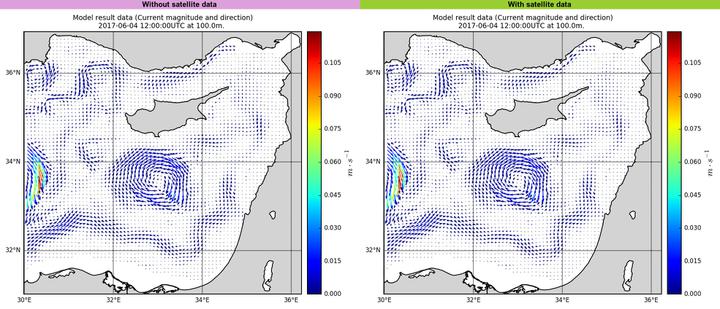 Without satellite data
With satellite data
Model result data (Current magnitude and direction)
2017-06-04 12:00:00UTC at 100.0m.
36°N
34°N
32°N
30°E
32°E
34°E
36°E
0.105
0.090
0.075
0.060
0.045
0.030
0.015
0.000
m · s⁻¹
Model result data (Current magnitude and direction)
2017-06-04 12:00:00UTC at 100.0m.
36°N
34°N
32°N
30°E
32°E
34°E
36°E
0.105
0.090
0.075
0.060
0.045
0.030
0.015
0.000
m · s⁻¹